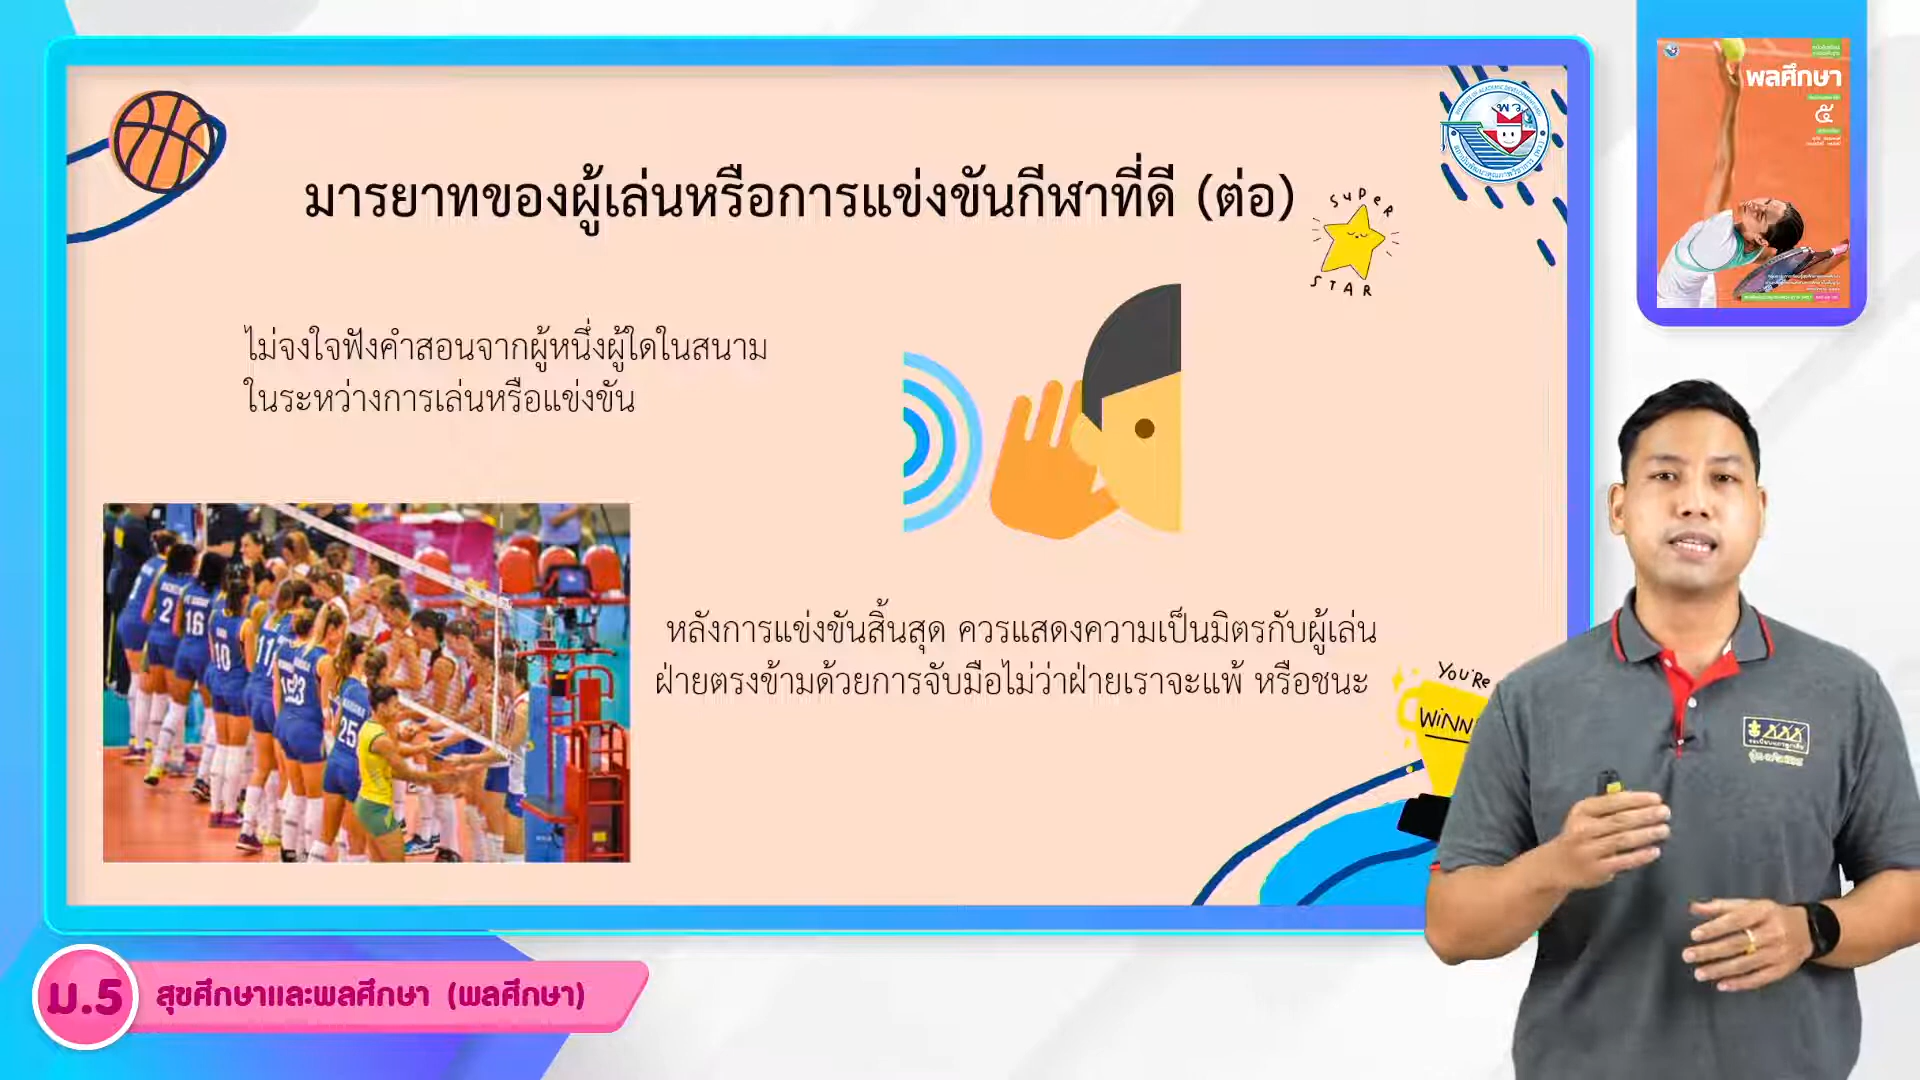 มารยาทของผู้เล่นหรือการแข่งขันกีฬาที่ดี (ต่อ)
SUPER
STAR
ไม่จงใจฟังคำสอนจากผู้หนึ่งผู้ใดในสนาม
ในระหว่างการเล่นหรือแข่งขัน
หลังการแข่งขันสิ้นสุด ควรแสดงความเป็นมิตรกับผู้เล่น
ฝ่ายตรงข้ามด้วยการจับมือไม่ว่าฝ่ายเราจะแพ้ หรือชนะ
YOU'RE
WINN
พว
พลศึกษา
๕
2
16
10
11
25
ม.5 สุขศึกษาและพลศึกษา (พลศึกษา)